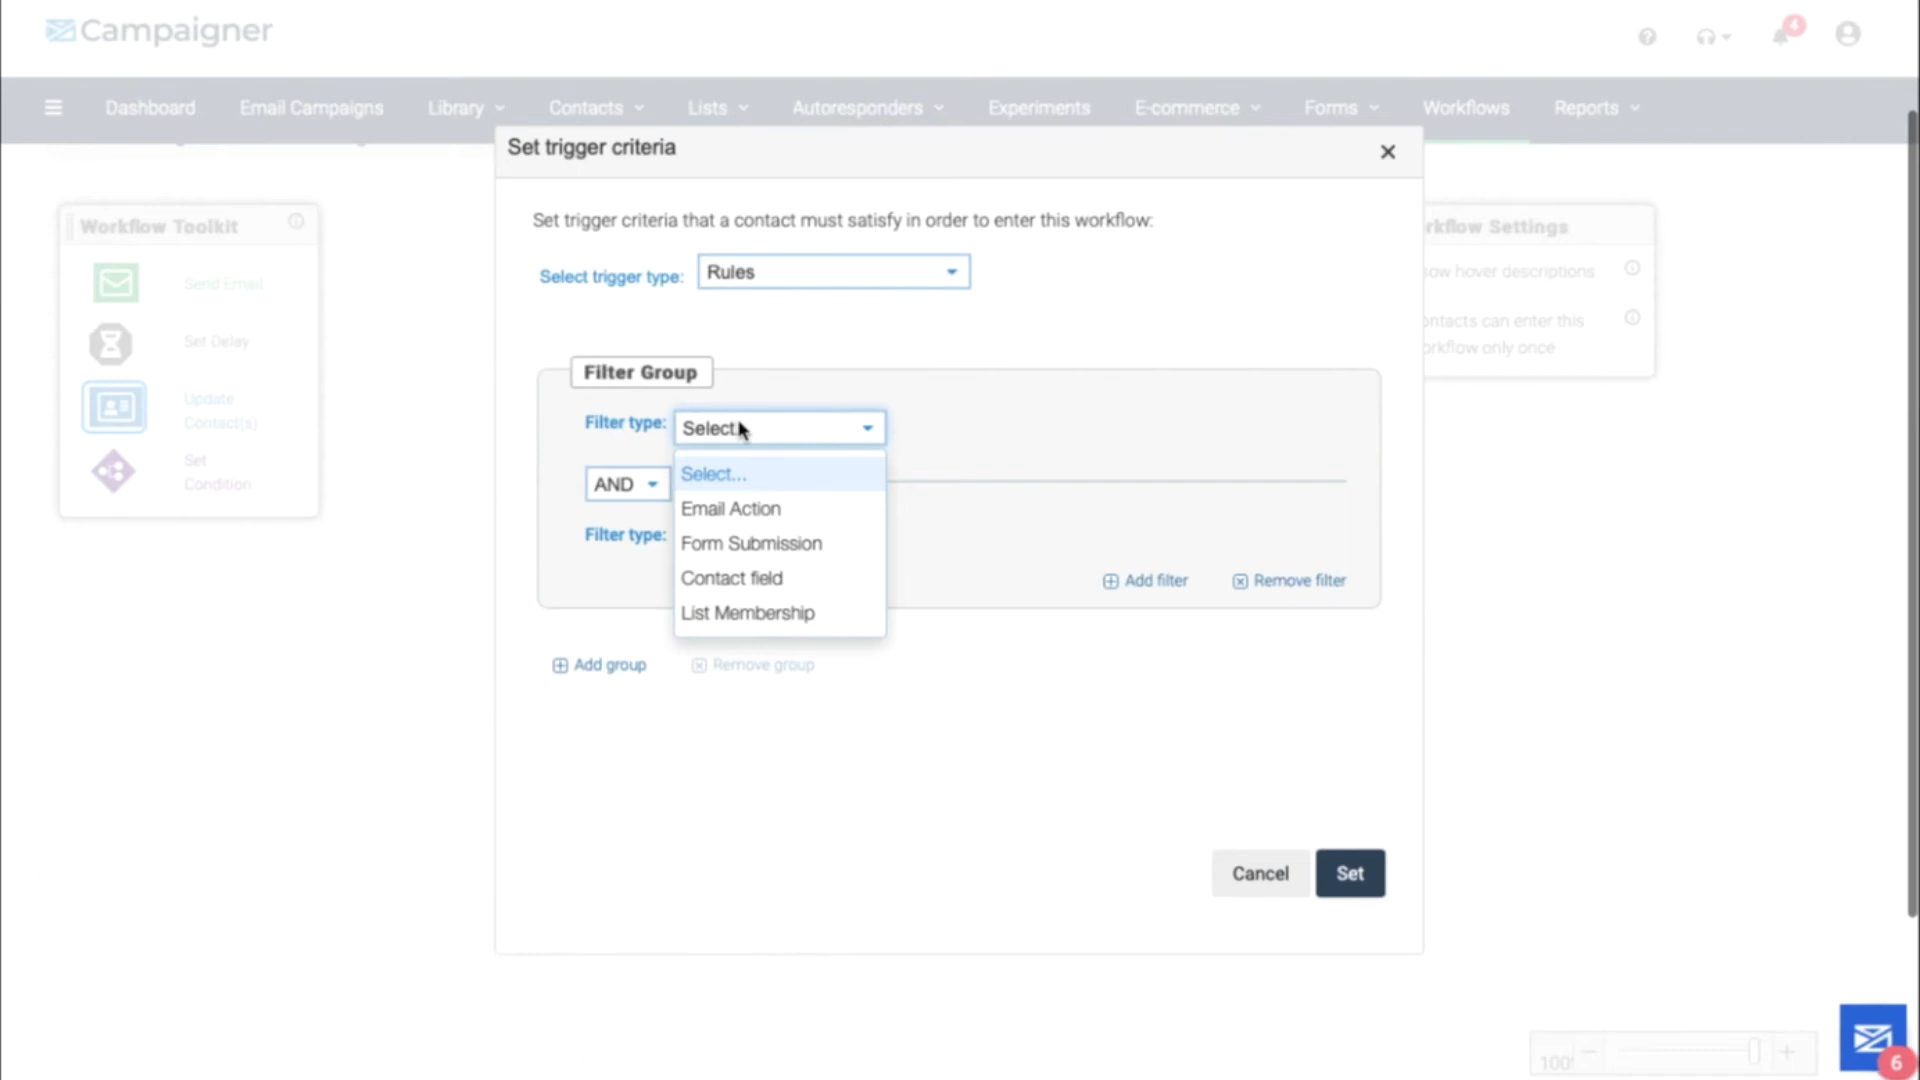 Campaigner
4
Dashboard Email Campaigns Library Contacts Lists Autoresponders Experiments E-commerce Forms Workflows Reports
Set trigger criteria
Set trigger criteria that a contact must satisfy in order to enter this workflow:
Select trigger type: Rules
Workflow Toolkit
Send Email
Set Delay
Update
Contact(s)
Set
Condition
rkflow Settings
ow hover descriptions
ntacts can enter this
orkflow only once
Filter Group
Filter type: Select
Select...
AND
Email Action
Filter type:
Form Submission
Contact field
List Membership
Add filter Remove filter
Add group Remove group
Cancel Set
100
6